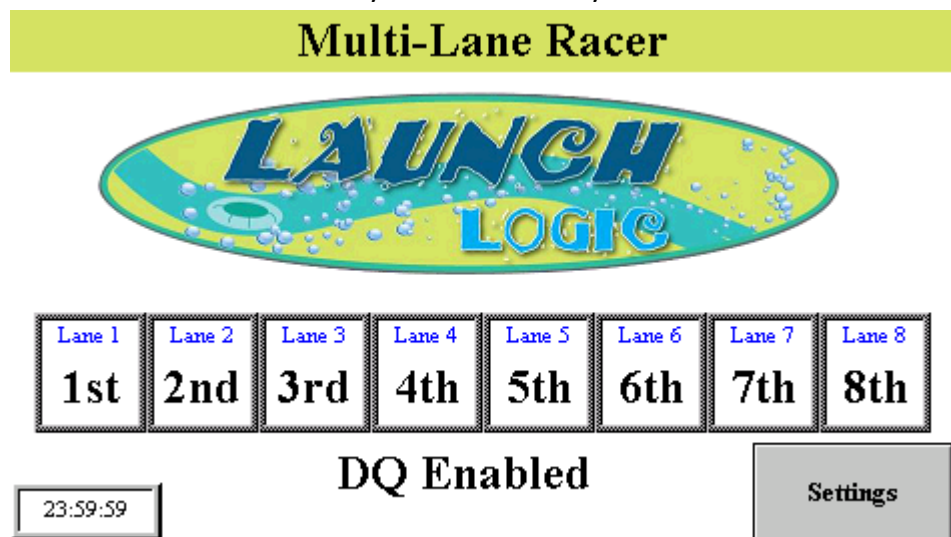 Multi-Lane Racer
LAUNCH
LOGIC
Lane 1 Lane 2 Lane 3 Lane 4 Lane 5 Lane 6 Lane 7 Lane 8
1st 2nd 3rd 4th 5th 6th 7th 8th
DQ Enabled
23:59:59 Settings